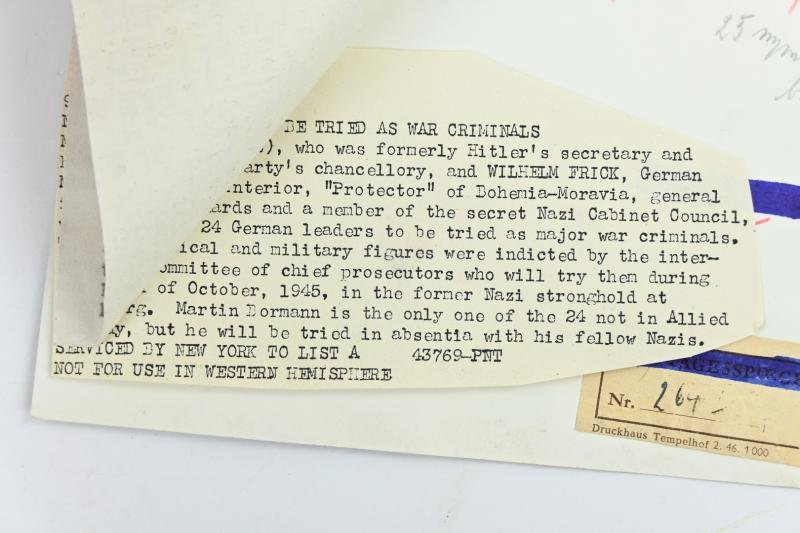 25
BE TRIED AS WAR CRIMINALS
), who was formerly Hitler's secretary and
arty's chancellory, and WILHELM FRICK, German
nterior, "Protector" of Bohemia-Moravia, general
ards and a member of the secret Nazi Cabinet Council,
24 German leaders to be tried as major war criminals.
ical and military figures were indicted by the inter-
ommittee of chief prosecutors who will try them during
of October, 1945, in the former Nazi stronghold at
rg. Martin Bormann is the only one of the 24 not in Allied
y, but he will be tried in absentia with his fellow Nazis.
SERVICED BY NEW YORK TO LIST A 43769-PNT
NOT FOR USE IN WESTERN HEMISPHERE
TAGESSPIEGE
Nr. 264
Druckhaus Tempelhof 2. 46. 1000